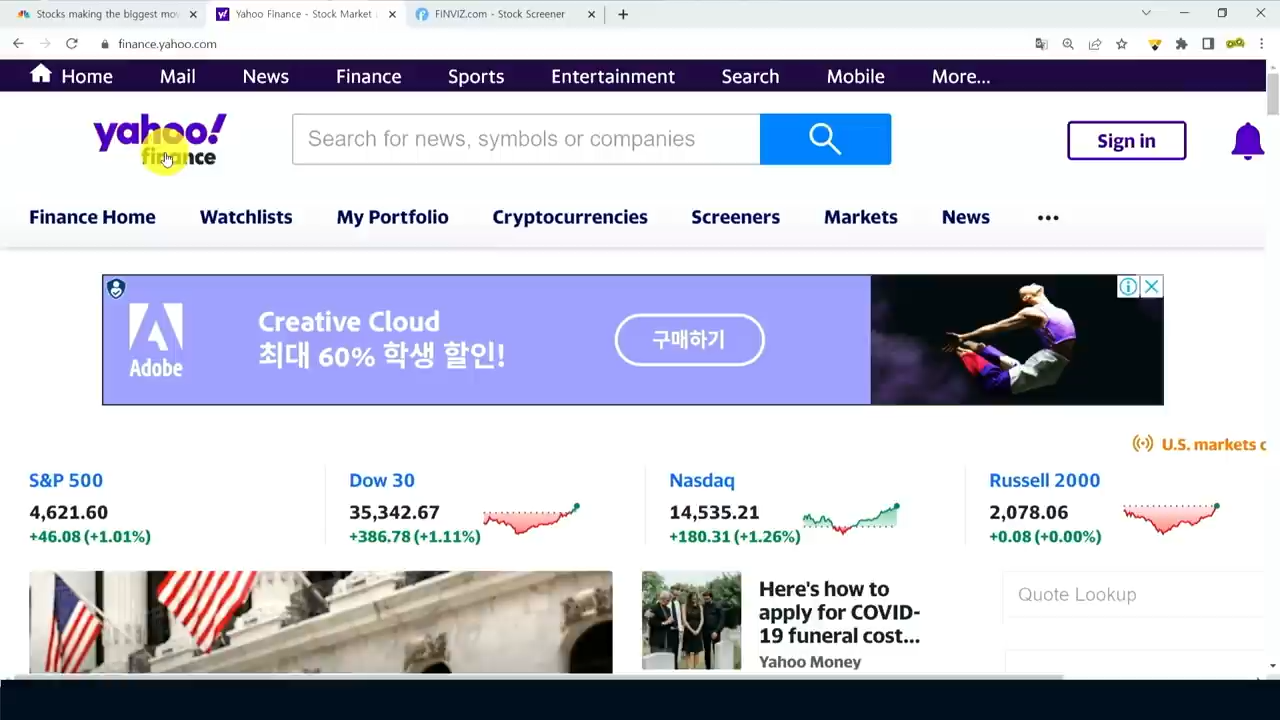 Stocks making the biggest mov
Yahoo Finance - Stock Market
FINVIZ.com - Stock Screener
finance.yahoo.com
Home Mail News Finance Sports Entertainment Search Mobile More...
yahoo!
finance
Search for news, symbols or companies
Sign in
Finance Home Watchlists My Portfolio Cryptocurrencies Screeners Markets News
Adobe
Creative Cloud
최대 60% 학생 할인!
구매하기
U.S. markets c
S&P 500
4,621.60
+46.08 (+1.01%)
Dow 30
35,342.67
+386.78 (+1.11%)
Nasdaq
14,535.21
+180.31 (+1.26%)
Russell 2000
2,078.06
+0.08 (+0.00%)
Here's how to
apply for COVID-
19 funeral cost...
Yahoo Money
Quote Lookup